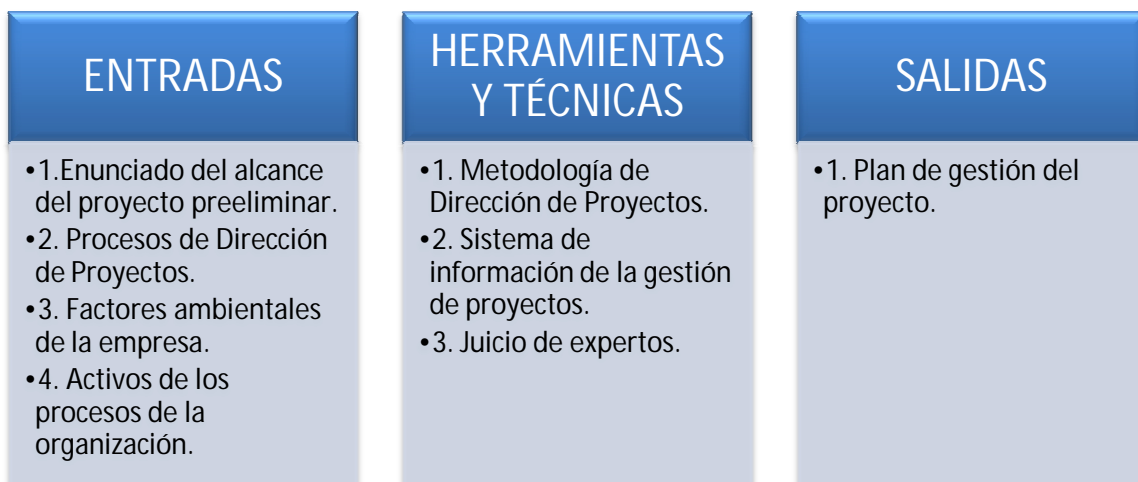 ENTRADAS
•1.Enunciado del alcance
del proyecto preeliminar.
•2. Procesos de Dirección
de Proyectos.
•3. Factores ambientales
de la empresa.
•4. Activos de los
procesos de la
organización.
HERRAMIENTAS
Y TÉCNICAS
•1. Metodología de
Dirección de Proyectos.
•2. Sistema de
información de la gestión
de proyectos.
•3. Juicio de expertos.
SALIDAS
•1. Plan de gestión del
proyecto.